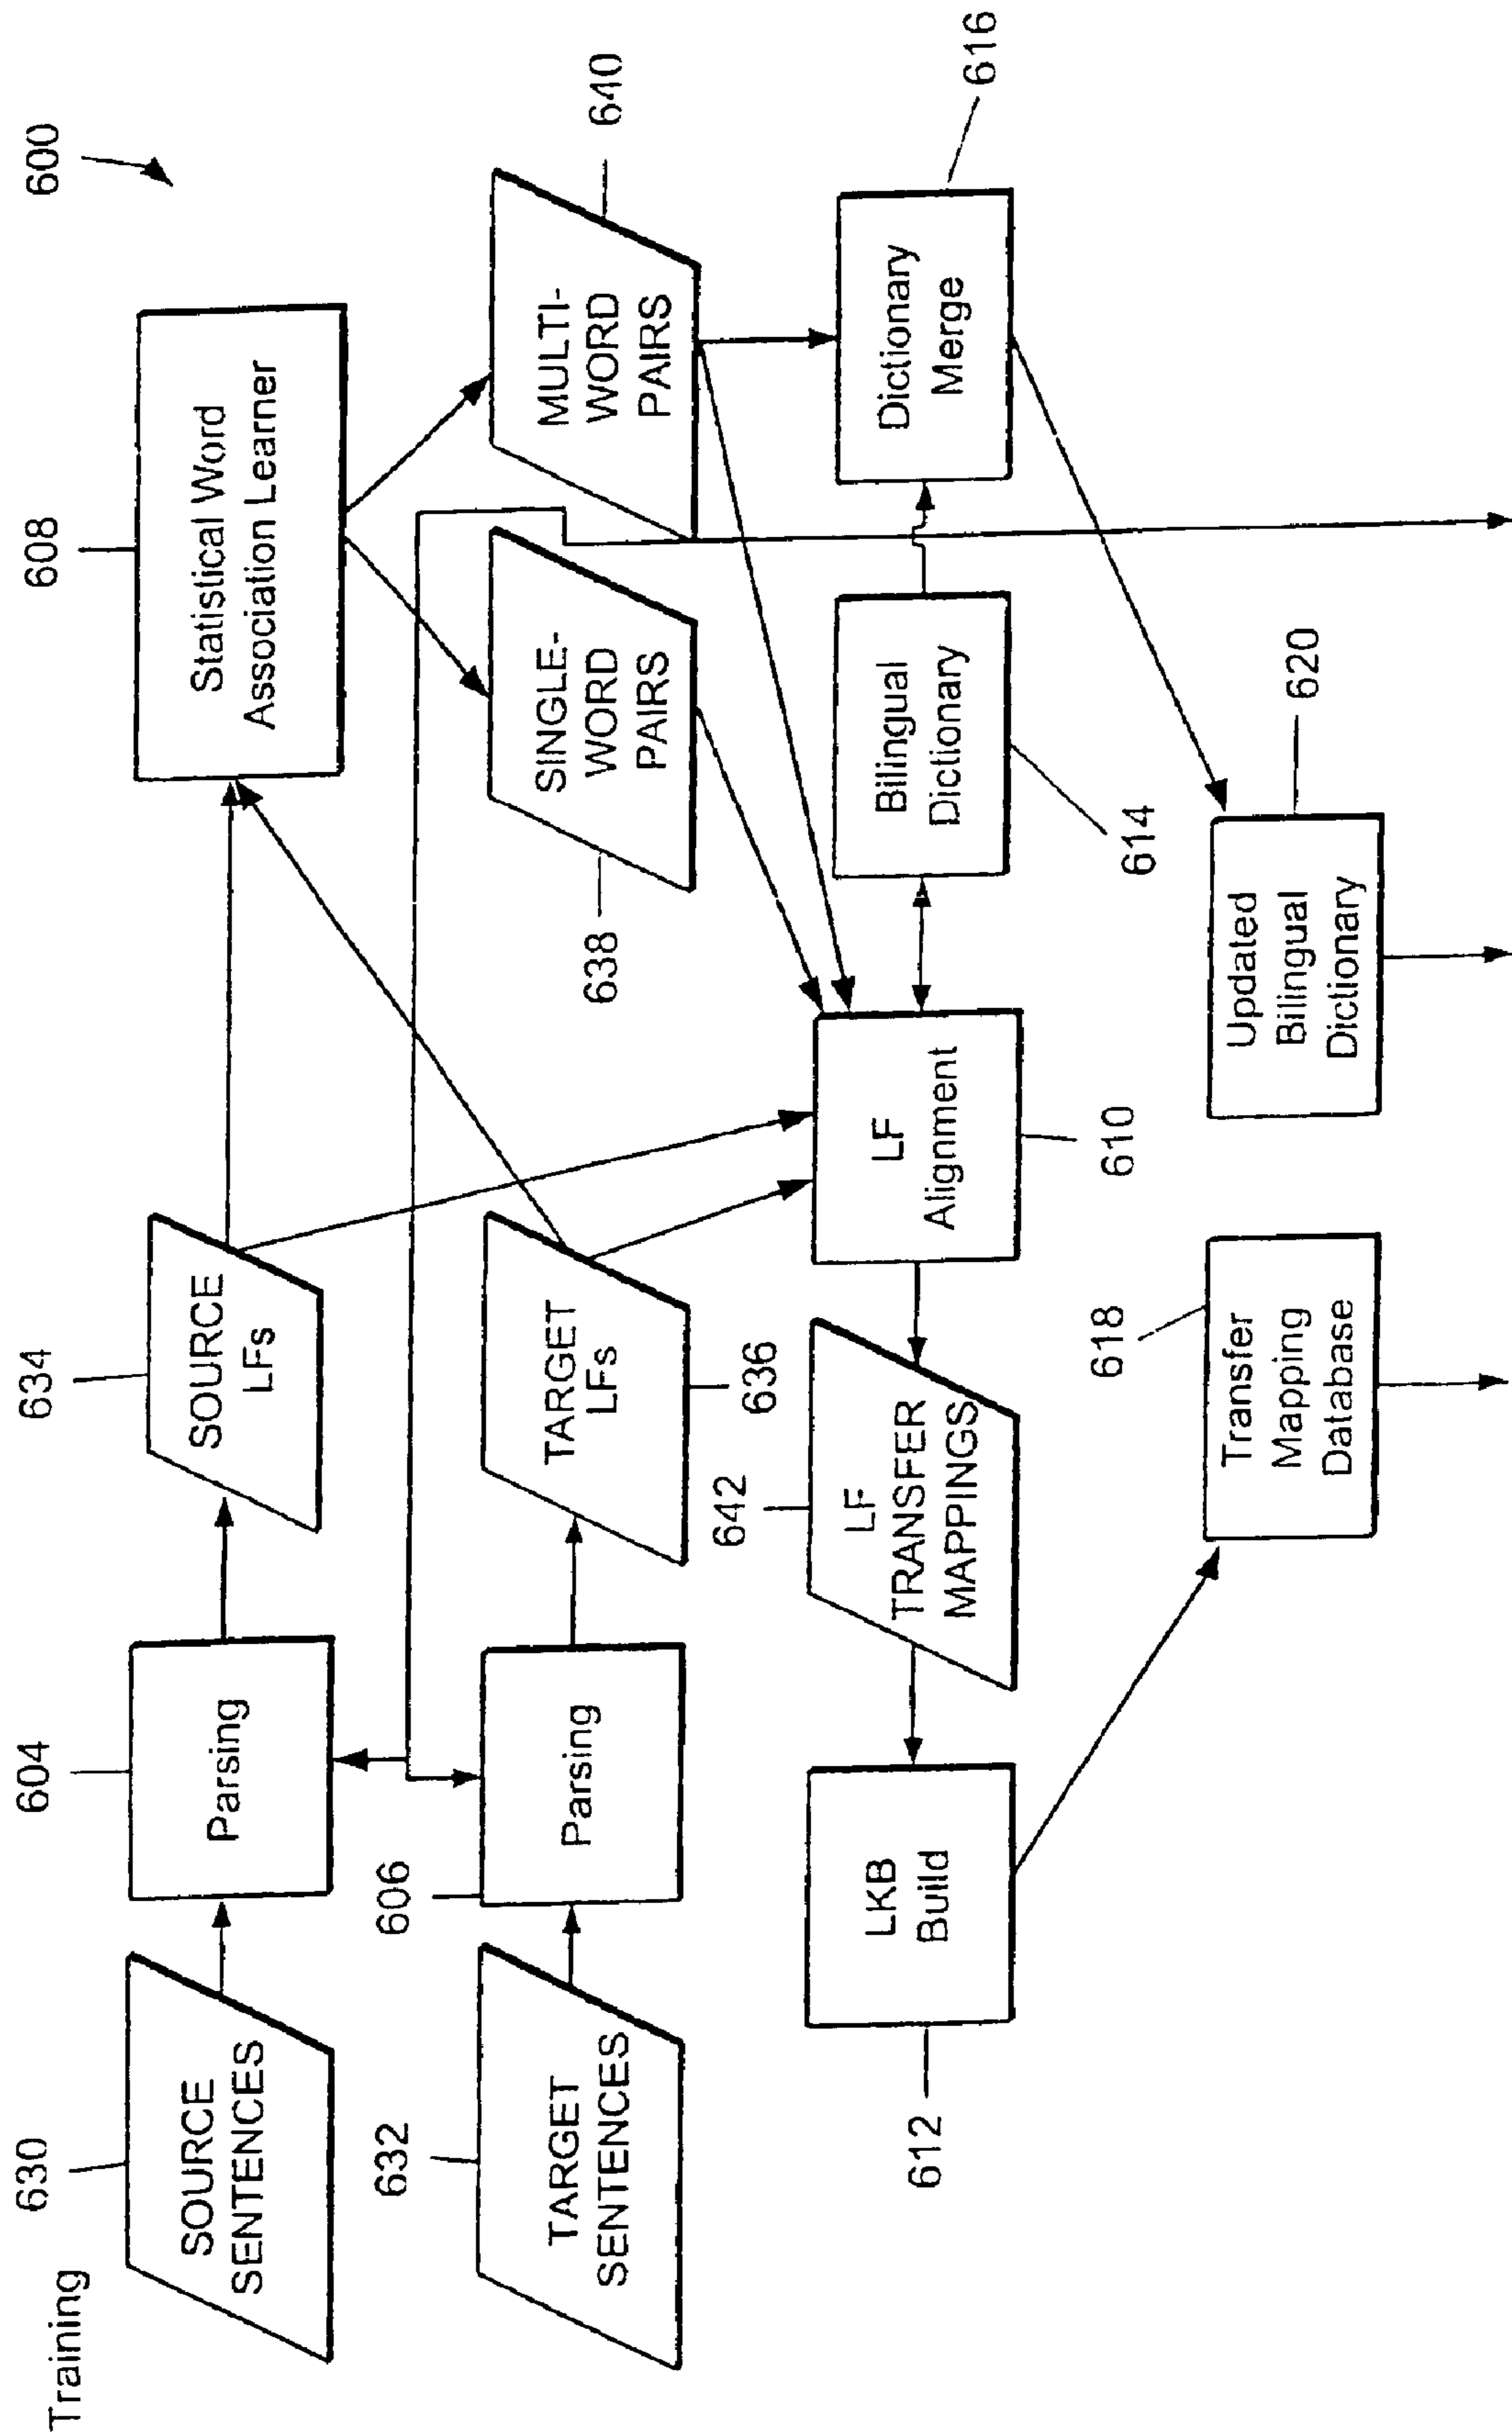 Training
600
630
SOURCE
SENTENCES
604
Parsing
634
SOURCE
LFs
608
Statistical Word
Association Learner
632
TARGET
SENTENCES
606
Parsing
TARGET
LFs
636
SINGLE-
WORD
PAIRS
638
MULTI-
WORD
PAIRS
640
612
LKB
Build
642
LF
TRANSFER
MAPPINGS
LF
Alignment
610
Bilingual
Dictionary
614
Dictionary
Merge
616
618
Transfer
Mapping
Database
Updated
Bilingual
Dictionary
620